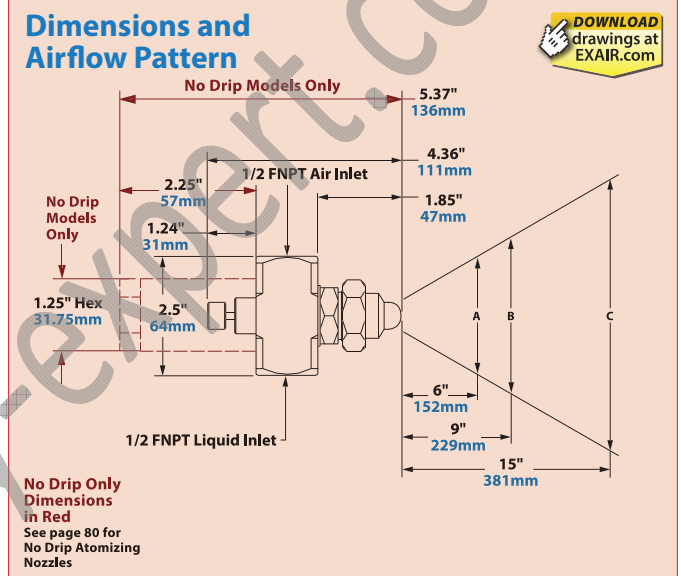 Dimensions and
Airflow Pattern
DOWNLOAD
drawings at
EXAIR.com
No Drip Models Only
5.37"
136mm
4.36"
111mm
2.25"
57mm
1/2 FNPT Air Inlet
1.85"
47mm
No Drip
Models
Only
1.24"
31mm
1.25" Hex
31.75mm
2.5"
64mm
A
B
C
6"
152mm
9"
229mm
15"
381mm
1/2 FNPT Liquid Inlet
No Drip Only
Dimensions
in Red
See page 80 for
No Drip Atomizing
Nozzles
-expert.co